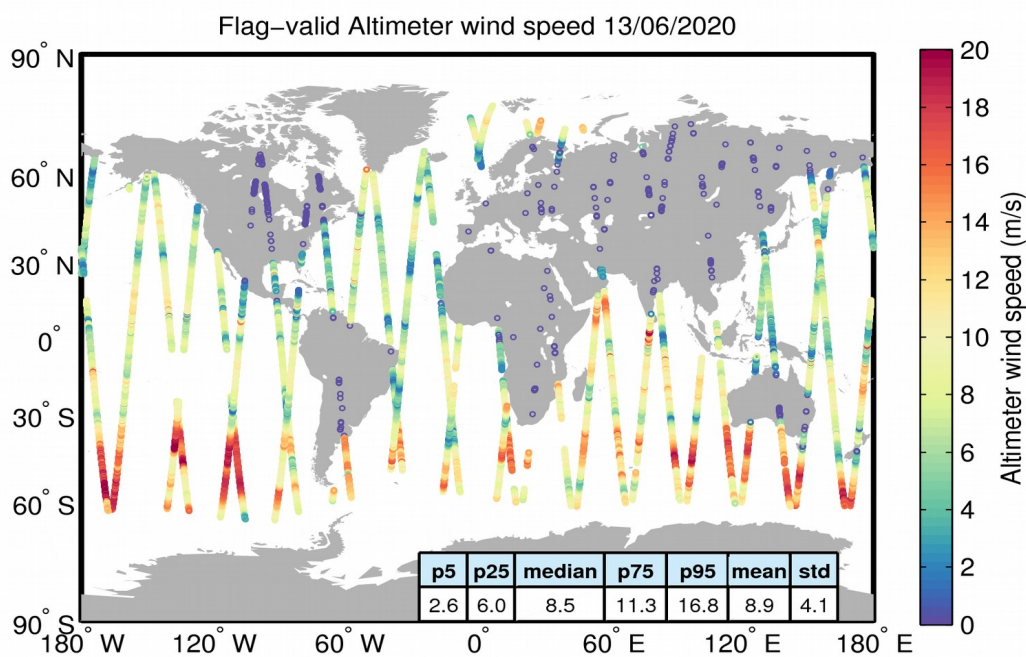 Flag−valid Altimeter wind speed 13/06/2020
90° N
60° N
30° N
0°
30° S
60° S
90° S
180° W
120° W
60° W
0°
60° E
120° E
180° E
p5 p25 median p75 p95 mean std
2.6 6.0 8.5 11.3 16.8 8.9 4.1
20
18
16
14
12
10
8
6
4
2
0
Altimeter wind speed (m/s)